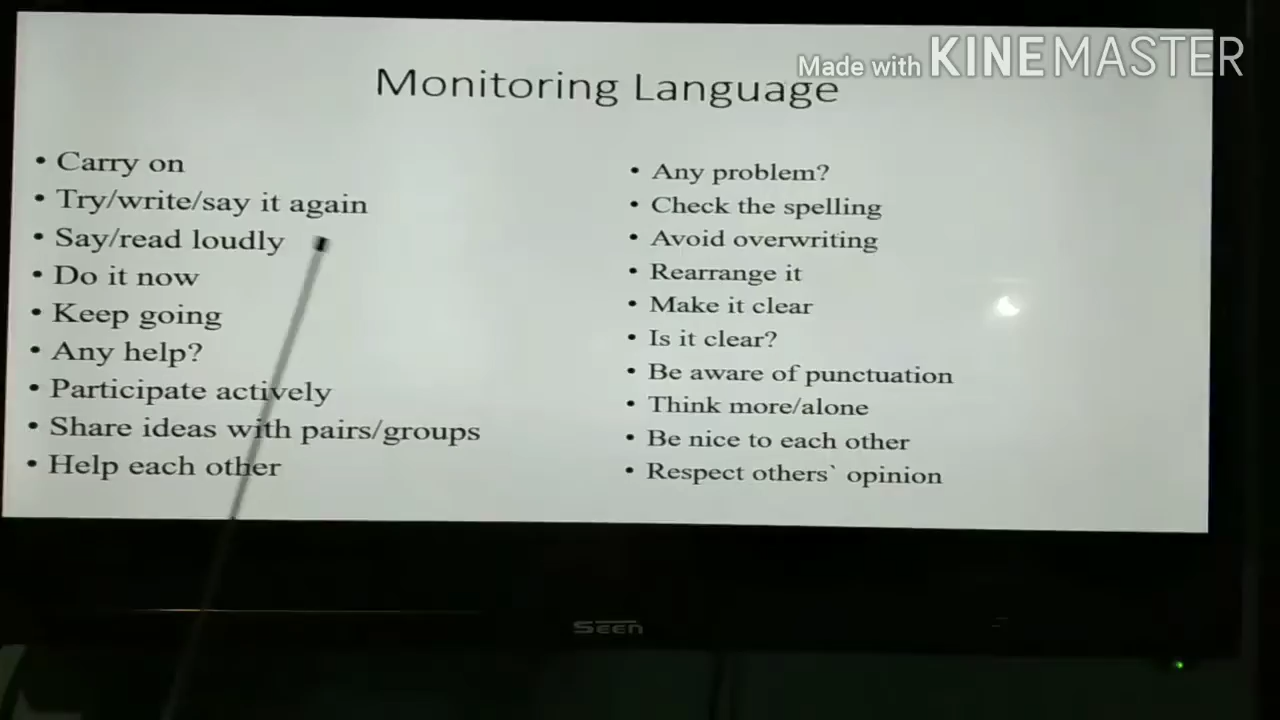 Made with KINEMASTER
Monitoring Language
• Carry on
• Try/write/say it again
• Say/read loudly
• Do it now
• Keep going
• Any help?
• Participate actively
• Share ideas with pairs/groups
• Help each other
• Any problem?
• Check the spelling
• Avoid overwriting
• Rearrange it
• Make it clear
• Is it clear?
• Be aware of punctuation
• Think more/alone
• Be nice to each other
• Respect others` opinion
Seen